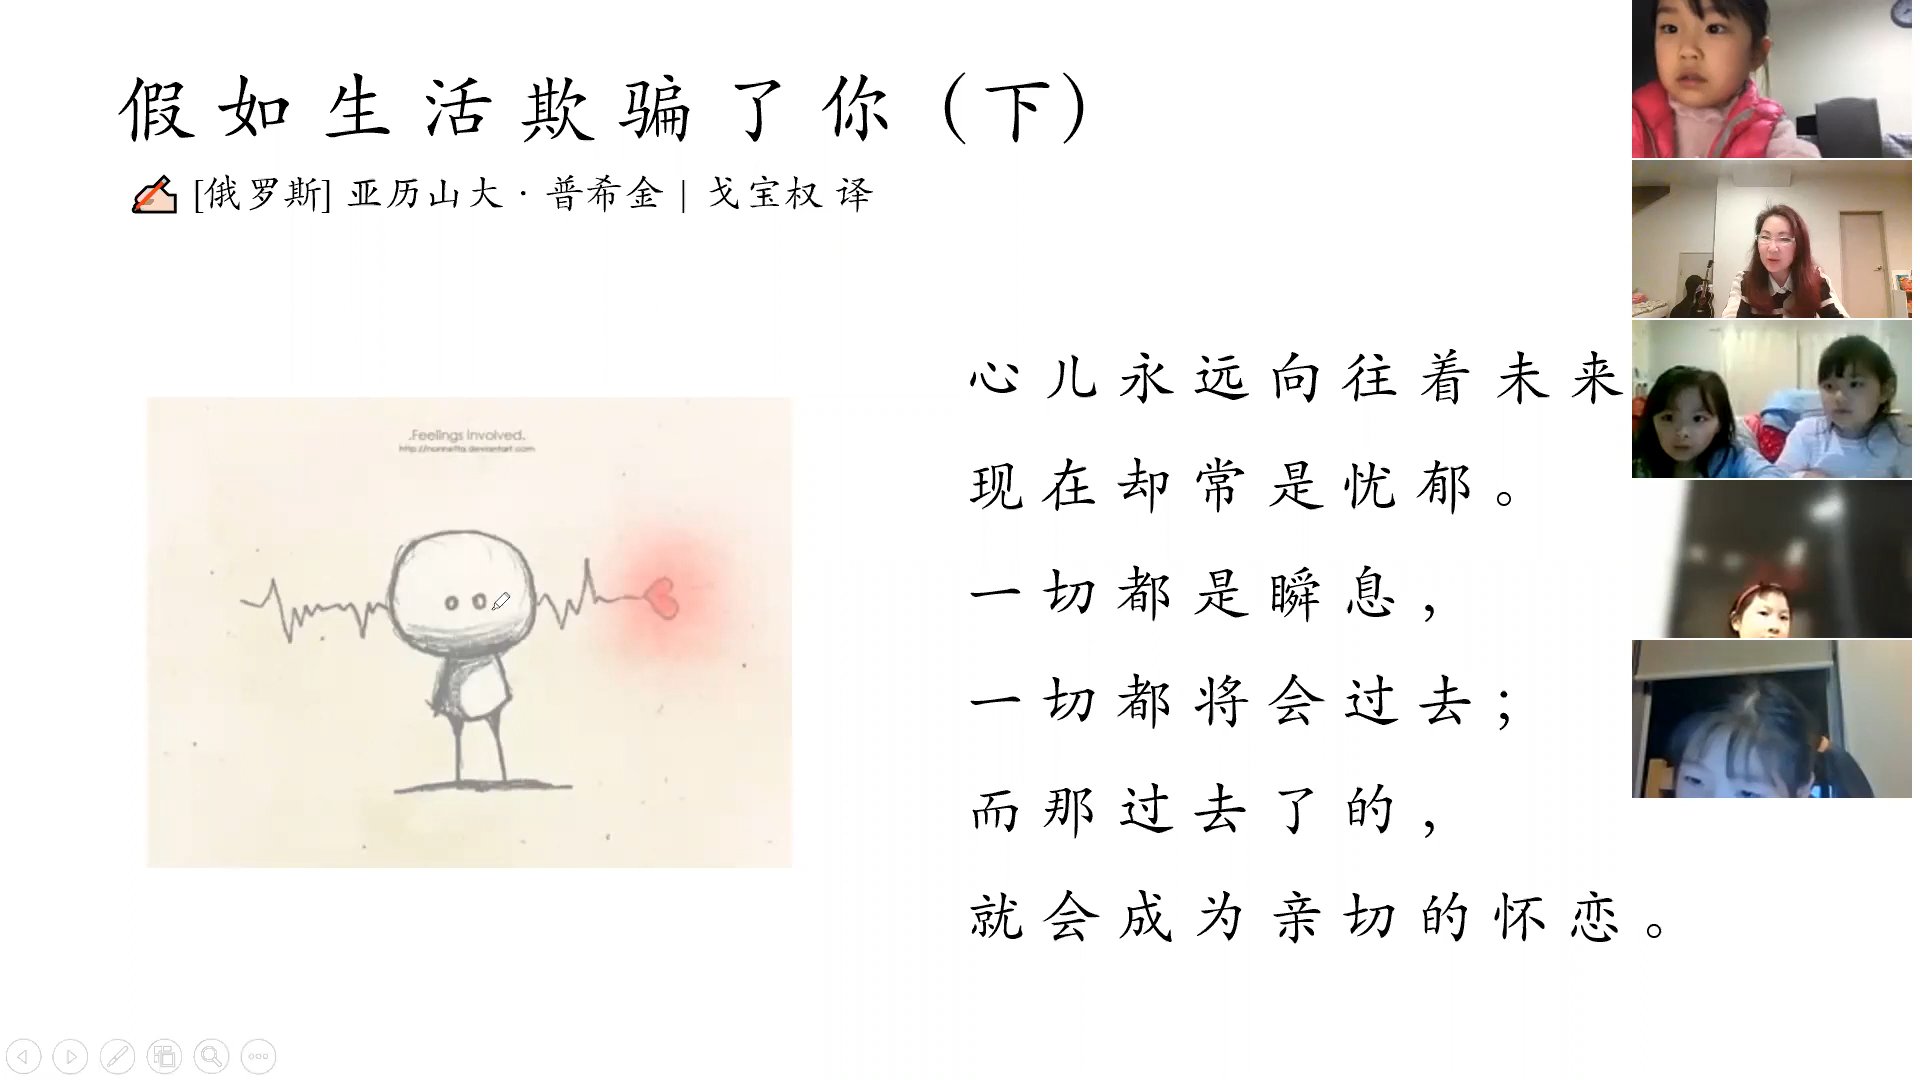 假如生活欺骗了你（下）
[俄罗斯] 亚历山大 · 普希金 | 戈宝权 译
.Feelings Involved.
心儿永远向往着未来
现在却常是忧郁。
一切都是瞬息，
一切都将会过去；
而那过去了的，
就会成为亲切的怀恋。